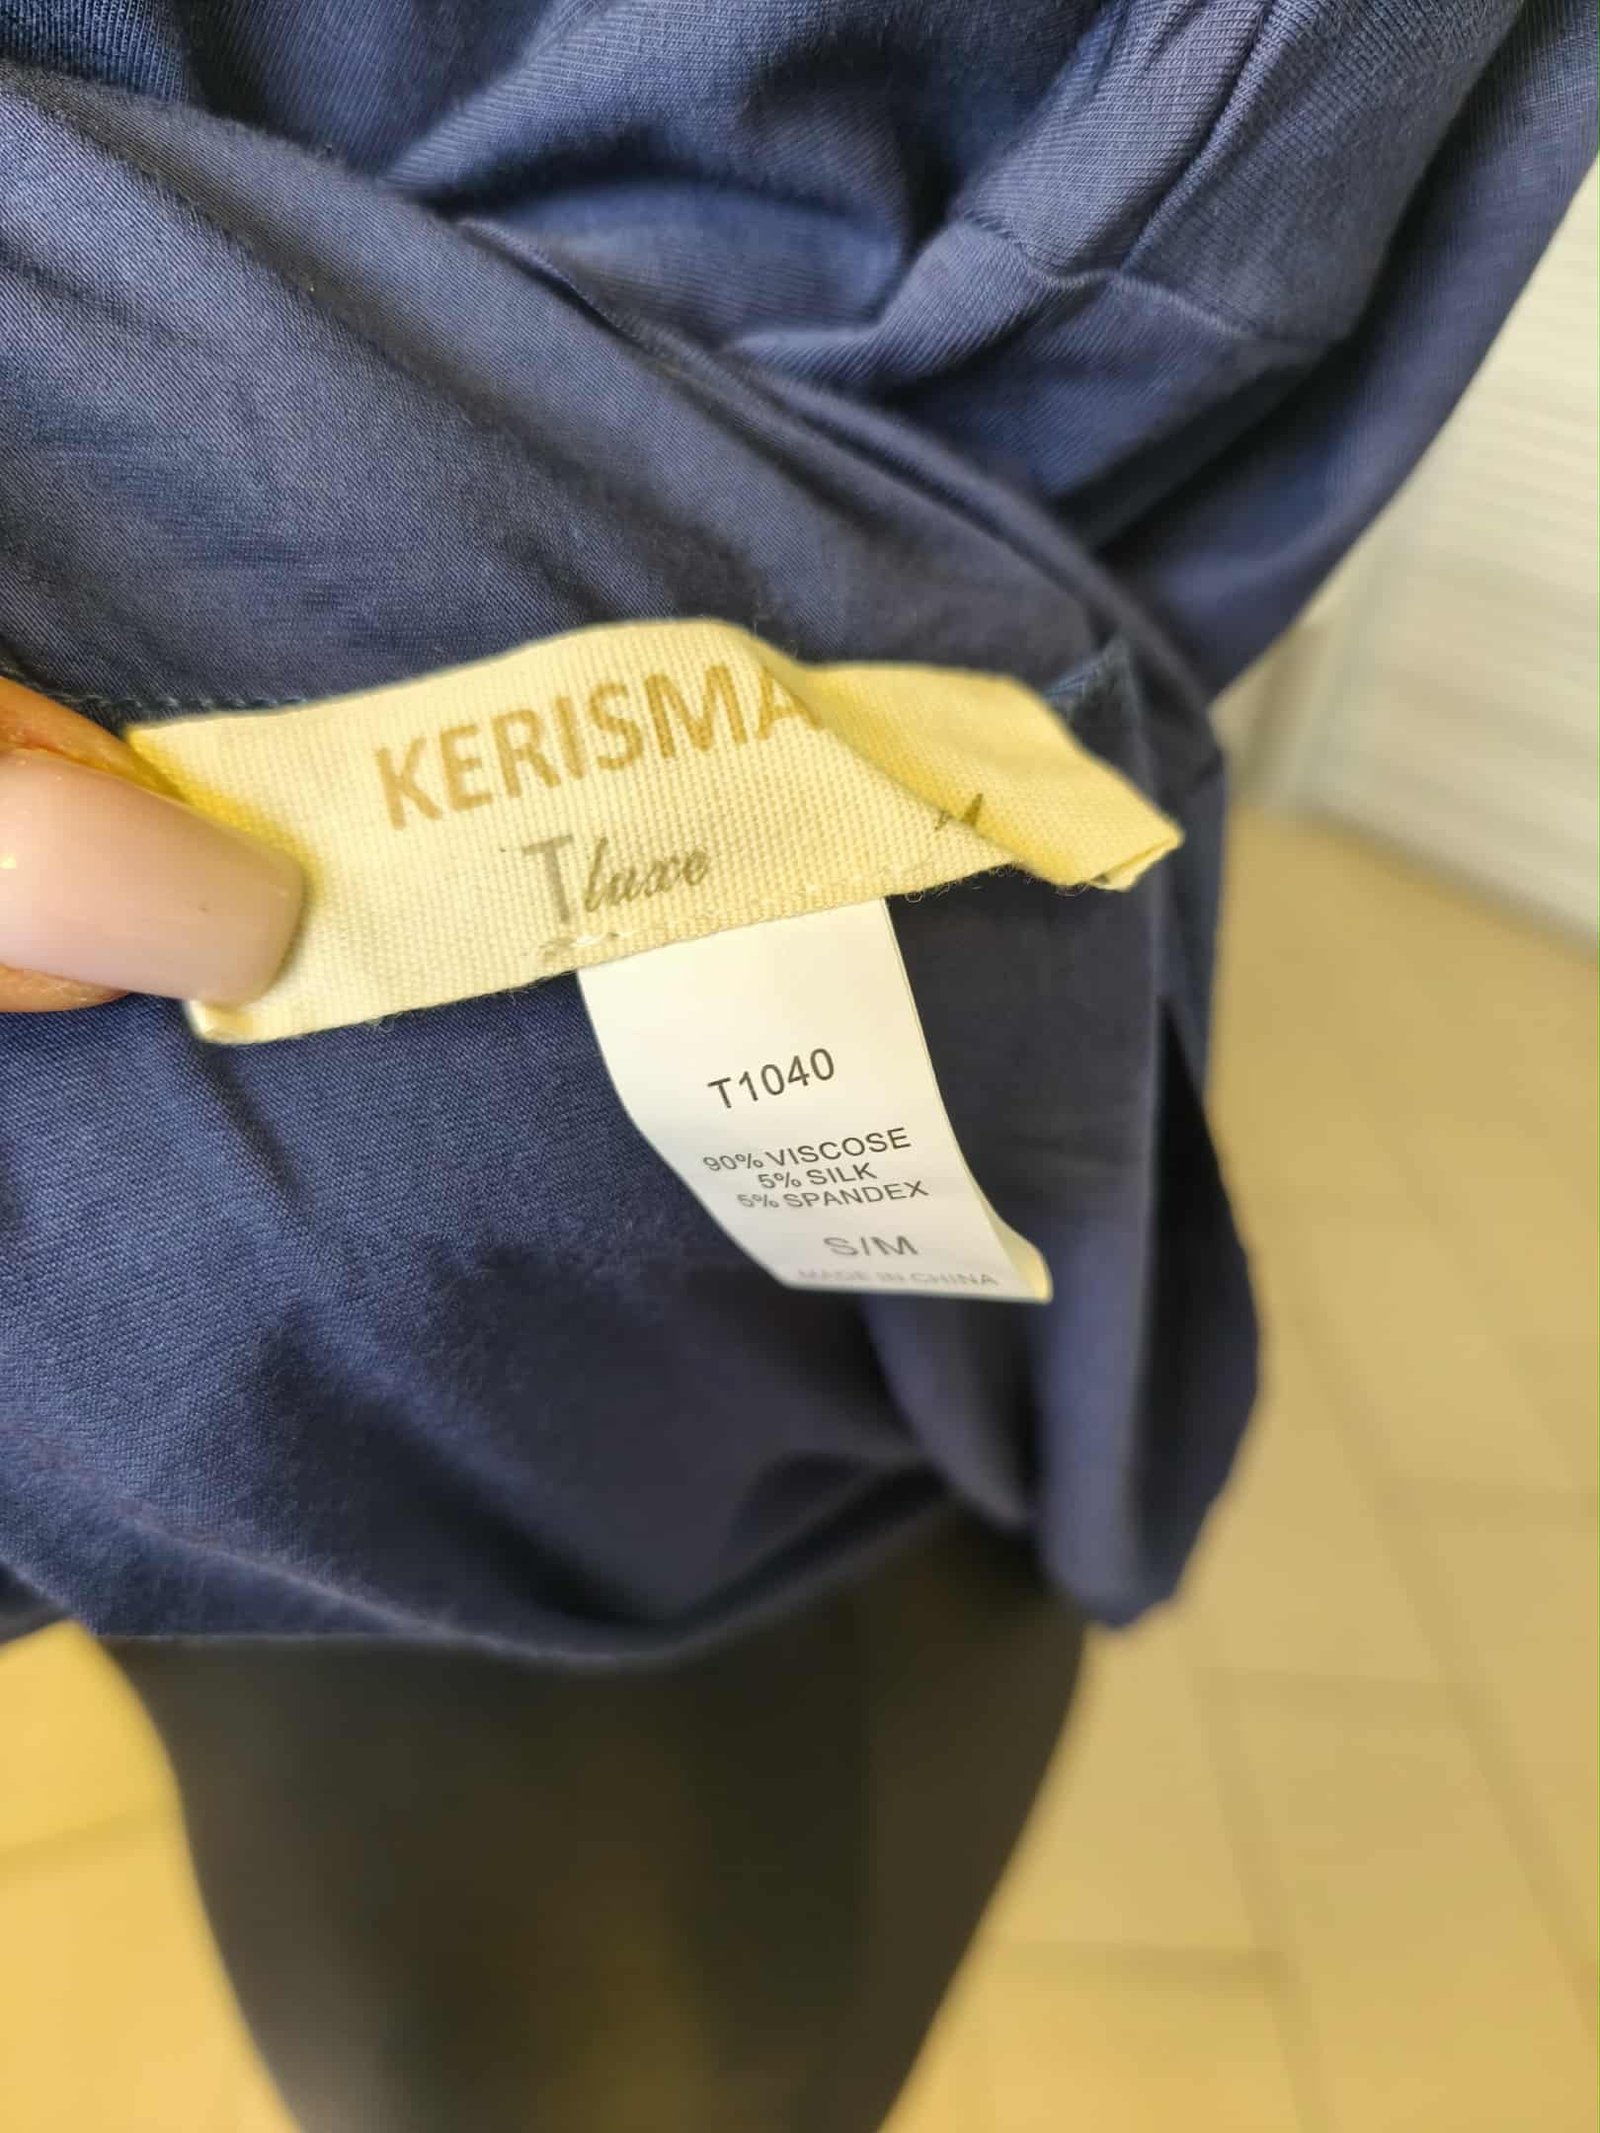 KERISMA
Tluxe
T1040
90% VISCOSE
5% SILK
5% SPANDEX
S/M
MADE IN CHINA